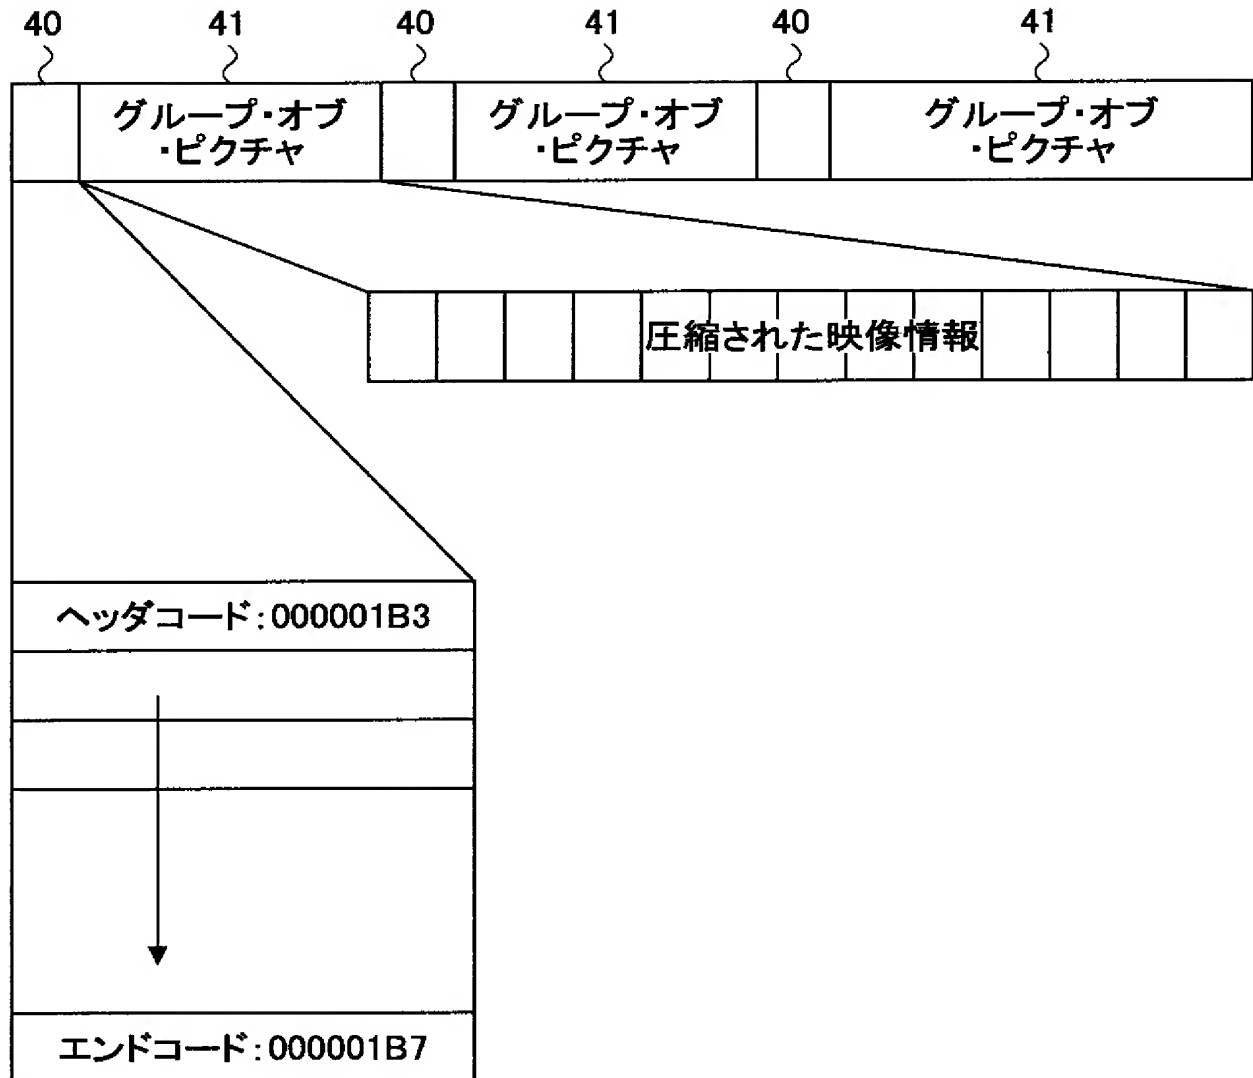 40 41 40 41 40 41
グループ・オブ
・ピクチャ
グループ・オブ
・ピクチャ
グループ・オブ
・ピクチャ
圧縮された映像情報
ヘッダコード:000001B3
エンドコード:000001B7